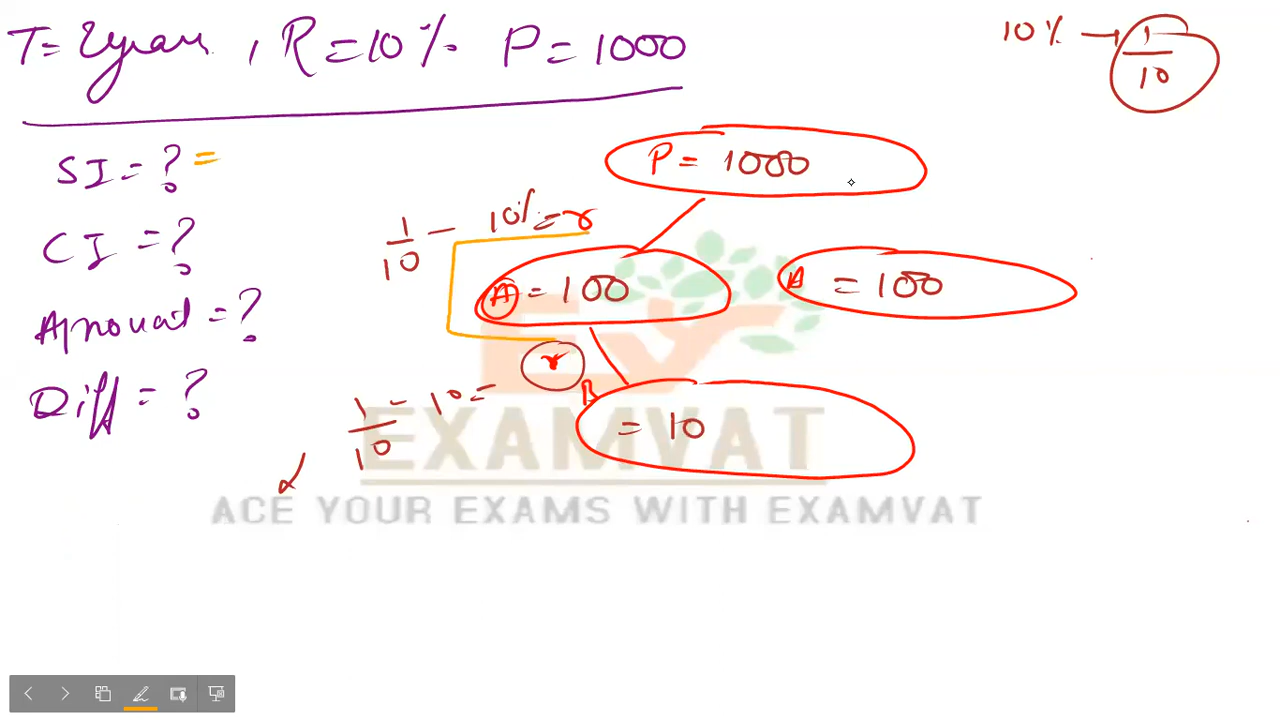 T= 2years , R=10% P=1000
10% → 1/10
SI = ? =
P = 1000
1/10 - 10% = r
CI = ?
A = 100
A = 100
Amount = ?
r
Diff = ?
1/10 - 10 =
B = 10
EXAMVAT
ACE YOUR EXAMS WITH EXAMVAT